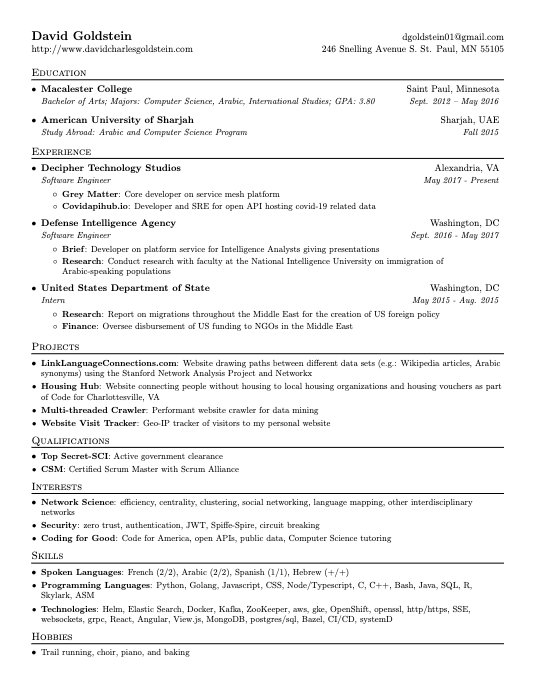 David Goldstein
dgoldstein01@gmail.com
http://www.davidcharlesgoldstein.com
246 Snelling Avenue S. St. Paul, MN 55105
Education
• Macalester College
Saint Paul, Minnesota
Bachelor of Arts; Majors: Computer Science, Arabic, International Studies; GPA: 3.80
Sept. 2012 – May 2016
• American University of Sharjah
Sharjah, UAE
Study Abroad: Arabic and Computer Science Program
Fall 2015
Experience
• Decipher Technology Studios
Alexandria, VA
Software Engineer
May 2017 - Present
◦ Grey Matter: Core developer on service mesh platform
◦ Covidapihub.io: Developer and SRE for open API hosting covid-19 related data
• Defense Intelligence Agency
Washington, DC
Software Engineer
Sept. 2016 - May 2017
◦ Brief: Developer on platform service for Intelligence Analysts giving presentations
◦ Research: Conduct research with faculty at the National Intelligence University on immigration of
Arabic-speaking populations
• United States Department of State
Washington, DC
Intern
May 2015 - Aug. 2015
◦ Research: Report on migrations throughout the Middle East for the creation of US foreign policy
◦ Finance: Oversee disbursement of US funding to NGOs in the Middle East
Projects
• LinkLanguageConnections.com: Website drawing paths between different data sets (e.g.: Wikipedia articles, Arabic
synonyms) using the Stanford Network Analysis Project and Networkx
• Housing Hub: Website connecting people without housing to local housing organizations and housing vouchers as part
of Code for Charlottesville, VA
• Multi-threaded Crawler: Performant website crawler for data mining
• Website Visit Tracker: Geo-IP tracker of visitors to my personal website
Qualifications
• Top Secret-SCI: Active government clearance
• CSM: Certified Scrum Master with Scrum Alliance
Interests
• Network Science: efficiency, centrality, clustering, social networking, language mapping, other interdisciplinary
networks
• Security: zero trust, authentication, JWT, Spiffe-Spire, circuit breaking
• Coding for Good: Code for America, open APIs, public data, Computer Science tutoring
Skills
• Spoken Languages: French (2/2), Arabic (2/2), Spanish (1/1), Hebrew (+/+)
• Programming Languages: Python, Golang, Javascript, CSS, Node/Typescript, C, C++, Bash, Java, SQL, R,
Skylark, ASM
• Technologies: Helm, Elastic Search, Docker, Kafka, ZooKeeper, aws, gke, OpenShift, openssl, http/https, SSE,
websockets, grpc, React, Angular, View.js, MongoDB, postgres/sql, Bazel, CI/CD, systemD
Hobbies
• Trail running, choir, piano, and baking